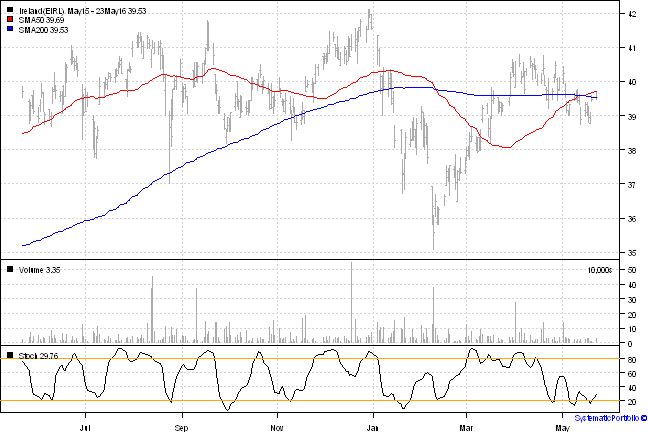 Ireland(EIRL), May15 - 23May16 39.53
SMA50 39.69
SMA200 39.53
42
41
40
39
38
37
36
35
Volume 3.35
10,000s
50
40
30
20
10
0
Stoch 29.76
80
60
40
20
Jul Sep Nov Jan Mar May
SystematicPortfolio ©